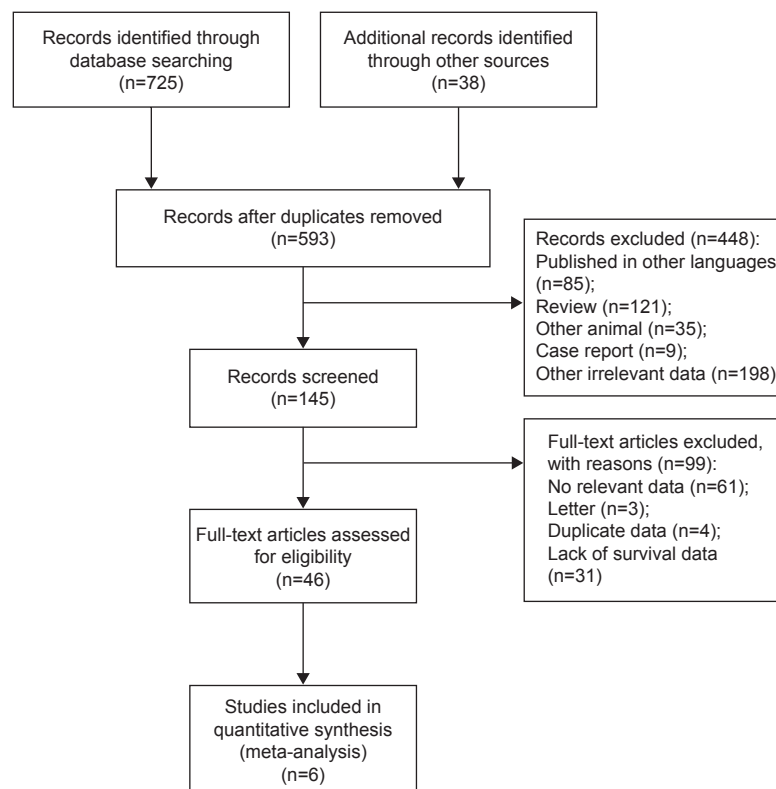 Records identified through
database searching
(n=725)
Additional records identified
through other sources
(n=38)
Records after duplicates removed
(n=593)
Records excluded (n=448):
Published in other languages
(n=85);
Review (n=121);
Other animal (n=35);
Case report (n=9);
Other irrelevant data (n=198)
Records screened
(n=145)
Full-text articles excluded,
with reasons (n=99):
No relevant data (n=61);
Letter (n=3);
Duplicate data (n=4);
Lack of survival data
(n=31)
Full-text articles assessed
for eligibility
(n=46)
Studies included in
quantitative synthesis
(meta-analysis)
(n=6)